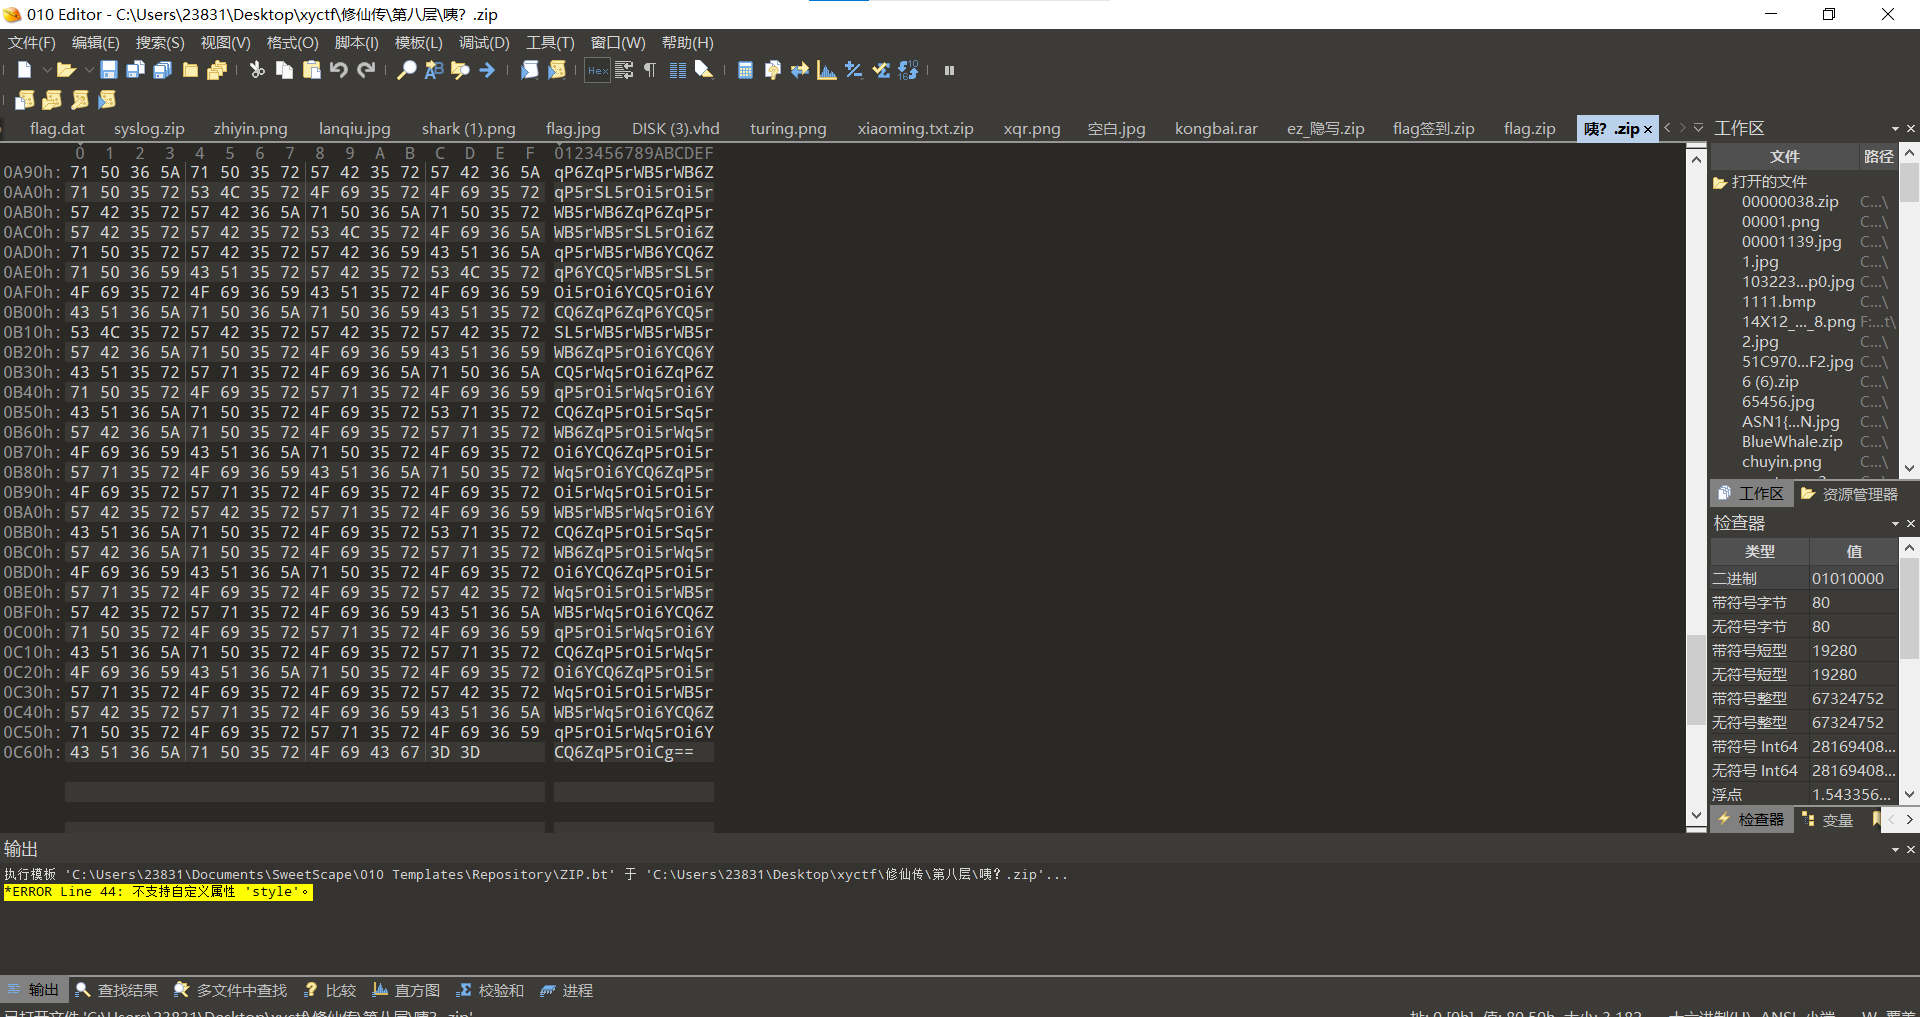 010 Editor - C:\Users\23831\Desktop\xyctf\修仙传\第八层\咦？.zip
文件(F) 编辑(E) 搜索(S) 视图(V) 格式(O) 脚本(I) 模板(L) 调试(D) 工具(T) 窗口(W) 帮助(H)
flag.dat syslog.zip zhiyin.png lanqiu.jpg shark (1).png flag.jpg DISK (3).vhd turing.png xiaoming.txt.zip xqr.png 空白.jpg kongbai.rar ez_隐写.zip flag签到.zip flag.zip 咦？.zip
0 1 2 3 4 5 6 7 8 9 A B C D E F 0123456789ABCDEF
0A90h: 71 50 36 5A 71 50 35 72 57 42 35 72 57 42 36 5A qP6ZqP5rWB5rWB6Z
0AA0h: 71 50 35 72 53 4C 35 72 4F 69 35 72 4F 69 35 72 qP5rSL5rOi5rOi5r
0AB0h: 57 42 35 72 57 42 36 5A 71 50 36 5A 71 50 35 72 WB5rWB6ZqP6ZqP5r
0AC0h: 57 42 35 72 57 42 35 72 53 4C 35 72 4F 69 36 5A WB5rWB5rSL5rOi6Z
0AD0h: 71 50 35 72 57 42 35 72 57 42 36 59 43 51 36 5A qP5rWB5rWB6YCQ6Z
0AE0h: 71 50 36 59 43 51 35 72 57 42 35 72 53 4C 35 72 qP6YCQ5rWB5rSL5r
0AF0h: 4F 69 35 72 4F 69 36 59 43 51 35 72 4F 69 36 59 Oi5rOi6YCQ5rOi6Y
0B00h: 43 51 36 5A 71 50 36 5A 71 50 36 59 43 51 35 72 CQ6ZqP6ZqP6YCQ5r
0B10h: 53 4C 35 72 57 42 35 72 57 42 35 72 57 42 35 72 SL5rWB5rWB5rWB5r
0B20h: 57 42 36 5A 71 50 35 72 4F 69 36 59 43 51 36 59 WB6ZqP5rOi6YCQ6Y
0B30h: 43 51 35 72 57 71 35 72 4F 69 36 5A 71 50 36 5A CQ5rWq5rOi6ZqP6Z
0B40h: 71 50 35 72 4F 69 35 72 57 71 35 72 4F 69 36 59 qP5rOi5rWq5rOi6Y
0B50h: 43 51 36 5A 71 50 35 72 4F 69 35 72 53 71 35 72 CQ6ZqP5rOi5rSq5r
0B60h: 57 42 36 5A 71 50 35 72 4F 69 35 72 57 71 35 72 WB6ZqP5rOi5rWq5r
0B70h: 4F 69 36 59 43 51 36 5A 71 50 35 72 4F 69 35 72 Oi6YCQ6ZqP5rOi5r
0B80h: 57 71 35 72 4F 69 36 59 43 51 36 5A 71 50 35 72 Wq5rOi6YCQ6ZqP5r
0B90h: 4F 69 35 72 57 71 35 72 4F 69 35 72 4F 69 35 72 Oi5rWq5rOi5rOi5r
0BA0h: 57 42 35 72 57 42 35 72 57 71 35 72 4F 69 36 59 WB5rWB5rWq5rOi6Y
0BB0h: 43 51 36 5A 71 50 35 72 4F 69 35 72 53 71 35 72 CQ6ZqP5rOi5rSq5r
0BC0h: 57 42 36 5A 71 50 35 72 4F 69 35 72 57 71 35 72 WB6ZqP5rOi5rWq5r
0BD0h: 4F 69 36 59 43 51 36 5A 71 50 35 72 4F 69 35 72 Oi6YCQ6ZqP5rOi5r
0BE0h: 57 71 35 72 4F 69 35 72 4F 69 35 72 57 42 35 72 Wq5rOi5rWB5r
0BF0h: 57 42 35 72 57 71 35 72 4F 69 36 59 43 51 36 5A WB5rWq5rOi6YCQ6Z
0C00h: 71 50 35 72 4F 69 35 72 57 71 35 72 4F 69 36 59 qP5rOi5rWq5rOi6Y
0C10h: 43 51 36 5A 71 50 35 72 4F 69 35 72 57 71 35 72 CQ6ZqP5rOi5rWq5r
0C20h: 4F 69 36 59 43 51 36 5A 71 50 35 72 4F 69 35 72 Oi6YCQ6ZqP5rOi5r
0C30h: 57 71 35 72 4F 69 35 72 4F 69 35 72 57 42 35 72 Wq5rOi5rOi5rWB5r
0C40h: 57 42 35 72 57 71 35 72 4F 69 36 59 43 51 36 5A WB5rWq5rOi6YCQ6Z
0C50h: 71 50 35 72 4F 69 35 72 57 71 35 72 4F 69 36 59 qP5rOi5rWq5rOi6Y
0C60h: 43 51 36 5A 71 50 35 72 4F 69 43 67 3D 3D CQ6ZqP5rOiCg==
工作区
文件 路径
打开的文件
00000038.zip C...\
00001.png C...\
00001139.jpg C...\
1.jpg C...\
103223...p0.jpg C...\
1111.bmp C...\
14X12_..._8.png F:...t\
2.jpg C...\
51C970...F2.jpg C...\
6 (6).zip C...\
65456.jpg C...\
ASN1{...N.jpg C...\
BlueWhale.zip C...\
chuyin.png C...\
工作区 资源管理器
检查器
类型 值
二进制 01010000
带符号字节 80
无符号字节 80
带符号短型 19280
无符号短型 19280
带符号整型 67324752
无符号整型 67324752
带符号 Int64 28169408...
无符号 Int64 28169408...
浮点 1.543356...
检查器 变量
输出
执行模板 'C:\Users\23831\Documents\SweetScape\010 Templates\Repository\ZIP.bt' 于 'C:\Users\23831\Desktop\xyctf\修仙传\第八层\咦？.zip'...
*ERROR Line 44: 不支持自定义属性 'style'。
输出 查找结果 多文件中查找 比较 直方图 校验和 进程